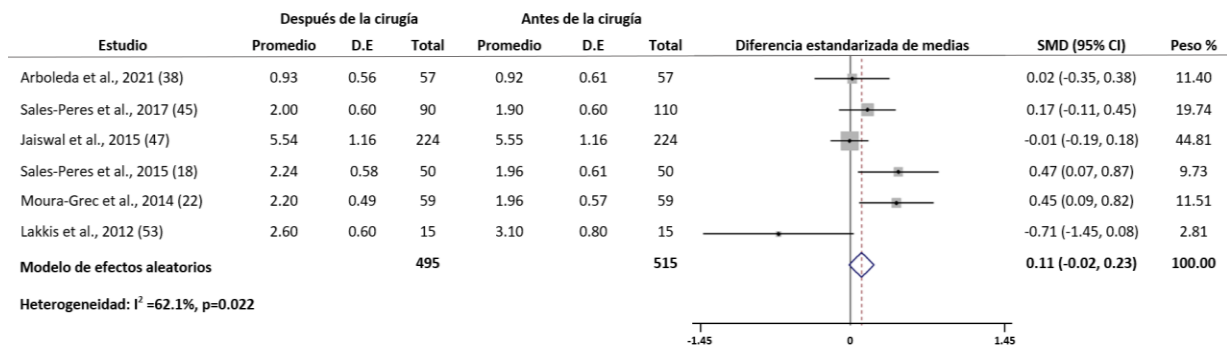 Después de la cirugía Antes de la cirugía
Estudio Promedio D.E Total Promedio D.E Total Diferencia estandarizada de medias SMD (95% CI) Peso %
Arboleda et al., 2021 (38) 0.93 0.56 57 0.92 0.61 57 0.02 (-0.35, 0.38) 11.40
Sales-Peres et al., 2017 (45) 2.00 0.60 90 1.90 0.60 110 0.17 (-0.11, 0.45) 19.74
Jaiswal et al., 2015 (47) 5.54 1.16 224 5.55 1.16 224 -0.01 (-0.19, 0.18) 44.81
Sales-Peres et al., 2015 (18) 2.24 0.58 50 1.96 0.61 50 0.47 (0.07, 0.87) 9.73
Moura-Grec et al., 2014 (22) 2.20 0.49 59 1.96 0.57 59 0.45 (0.09, 0.82) 11.51
Lakkis et al., 2012 (53) 2.60 0.60 15 3.10 0.80 15 -0.71 (-1.45, 0.08) 2.81
Modelo de efectos aleatorios 495 515 0.11 (-0.02, 0.23) 100.00
Heterogeneidad: I² =62.1%, p=0.022
-1.45 0 1.45